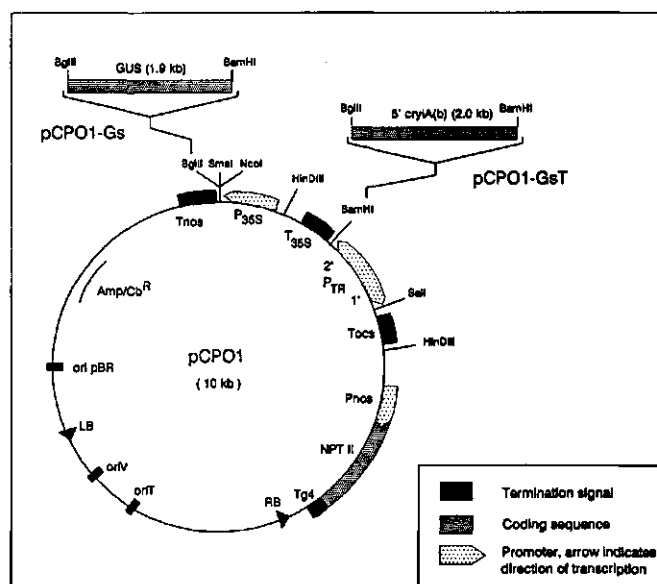 BglII
GUS (1.9 kb)
BamHI
pCPO1-Gs
BglII
5' cryIA(b) (2.0 kb)
BamHI
pCPO1-GsT
BglII
SmaI
NcoI
HinDIII
BamHI
Tnos
P35S
T35S
2'
PTR
1'
SalI
Tocs
HinDIII
Amp/CbR
pCPO1
( 10 kb )
ori pBR
Pnos
LB
NPT II
oriV
oriT
RB
Tg4
Termination signal
Coding sequence
Promoter, arrow indicates
direction of transcription